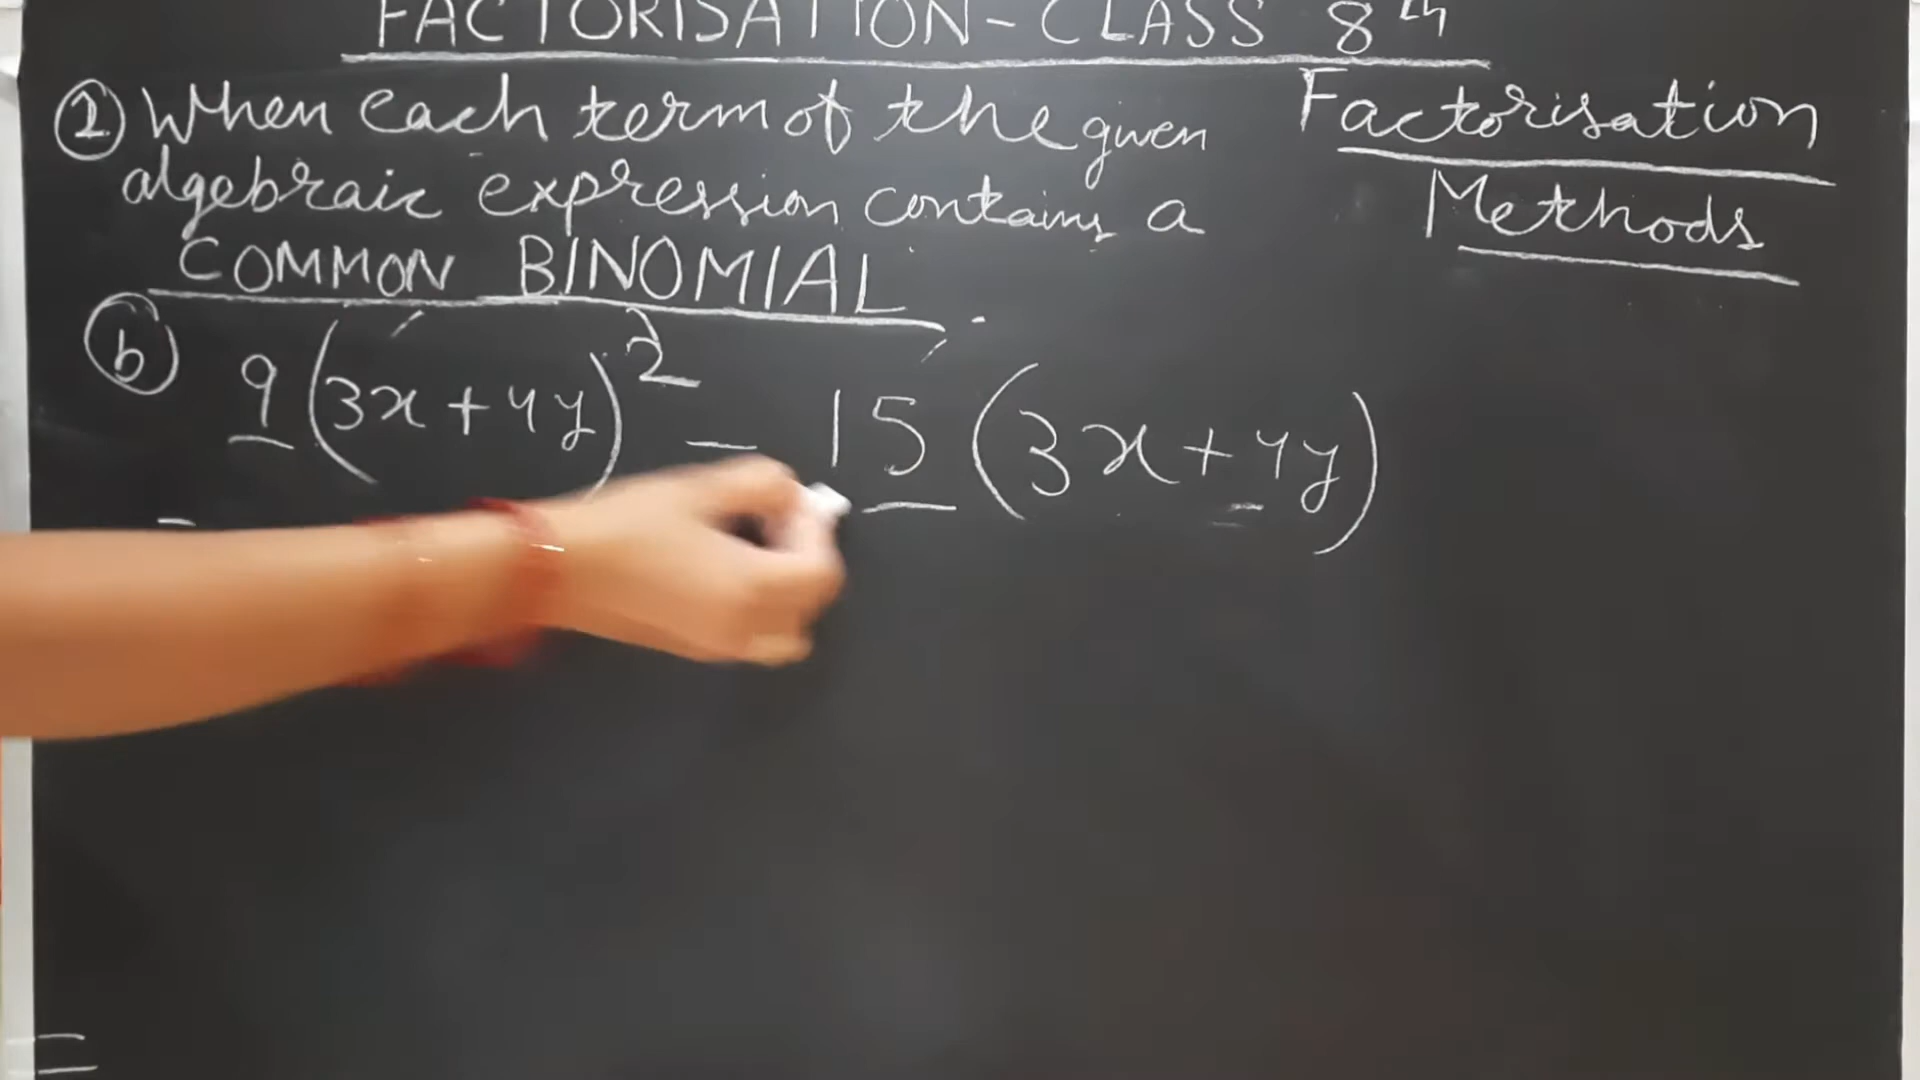 FACTORISATION - CLASS 8th
② When each term of the given
algebraic expression contains a
COMMON BINOMIAL
Factorisation
Methods
ⓑ 9(3x+4y)² - 15(3x+4y)
=